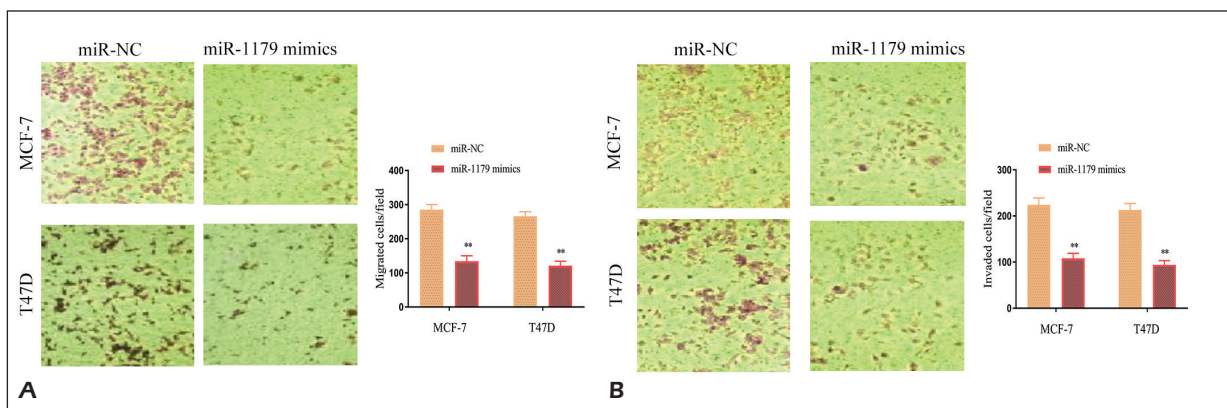 miR-NC miR-1179 mimics
MCF-7
T47D
miR-NC
miR-1179 mimics
Migrated cells/field
400
300
200
100
0
**
**
MCF-7 T47D
A
miR-NC miR-1179 mimics
MCF-7
T47D
miR-NC
miR-1179 mimics
Invaded cells/field
300
200
100
0
**
**
MCF-7 T47D
B